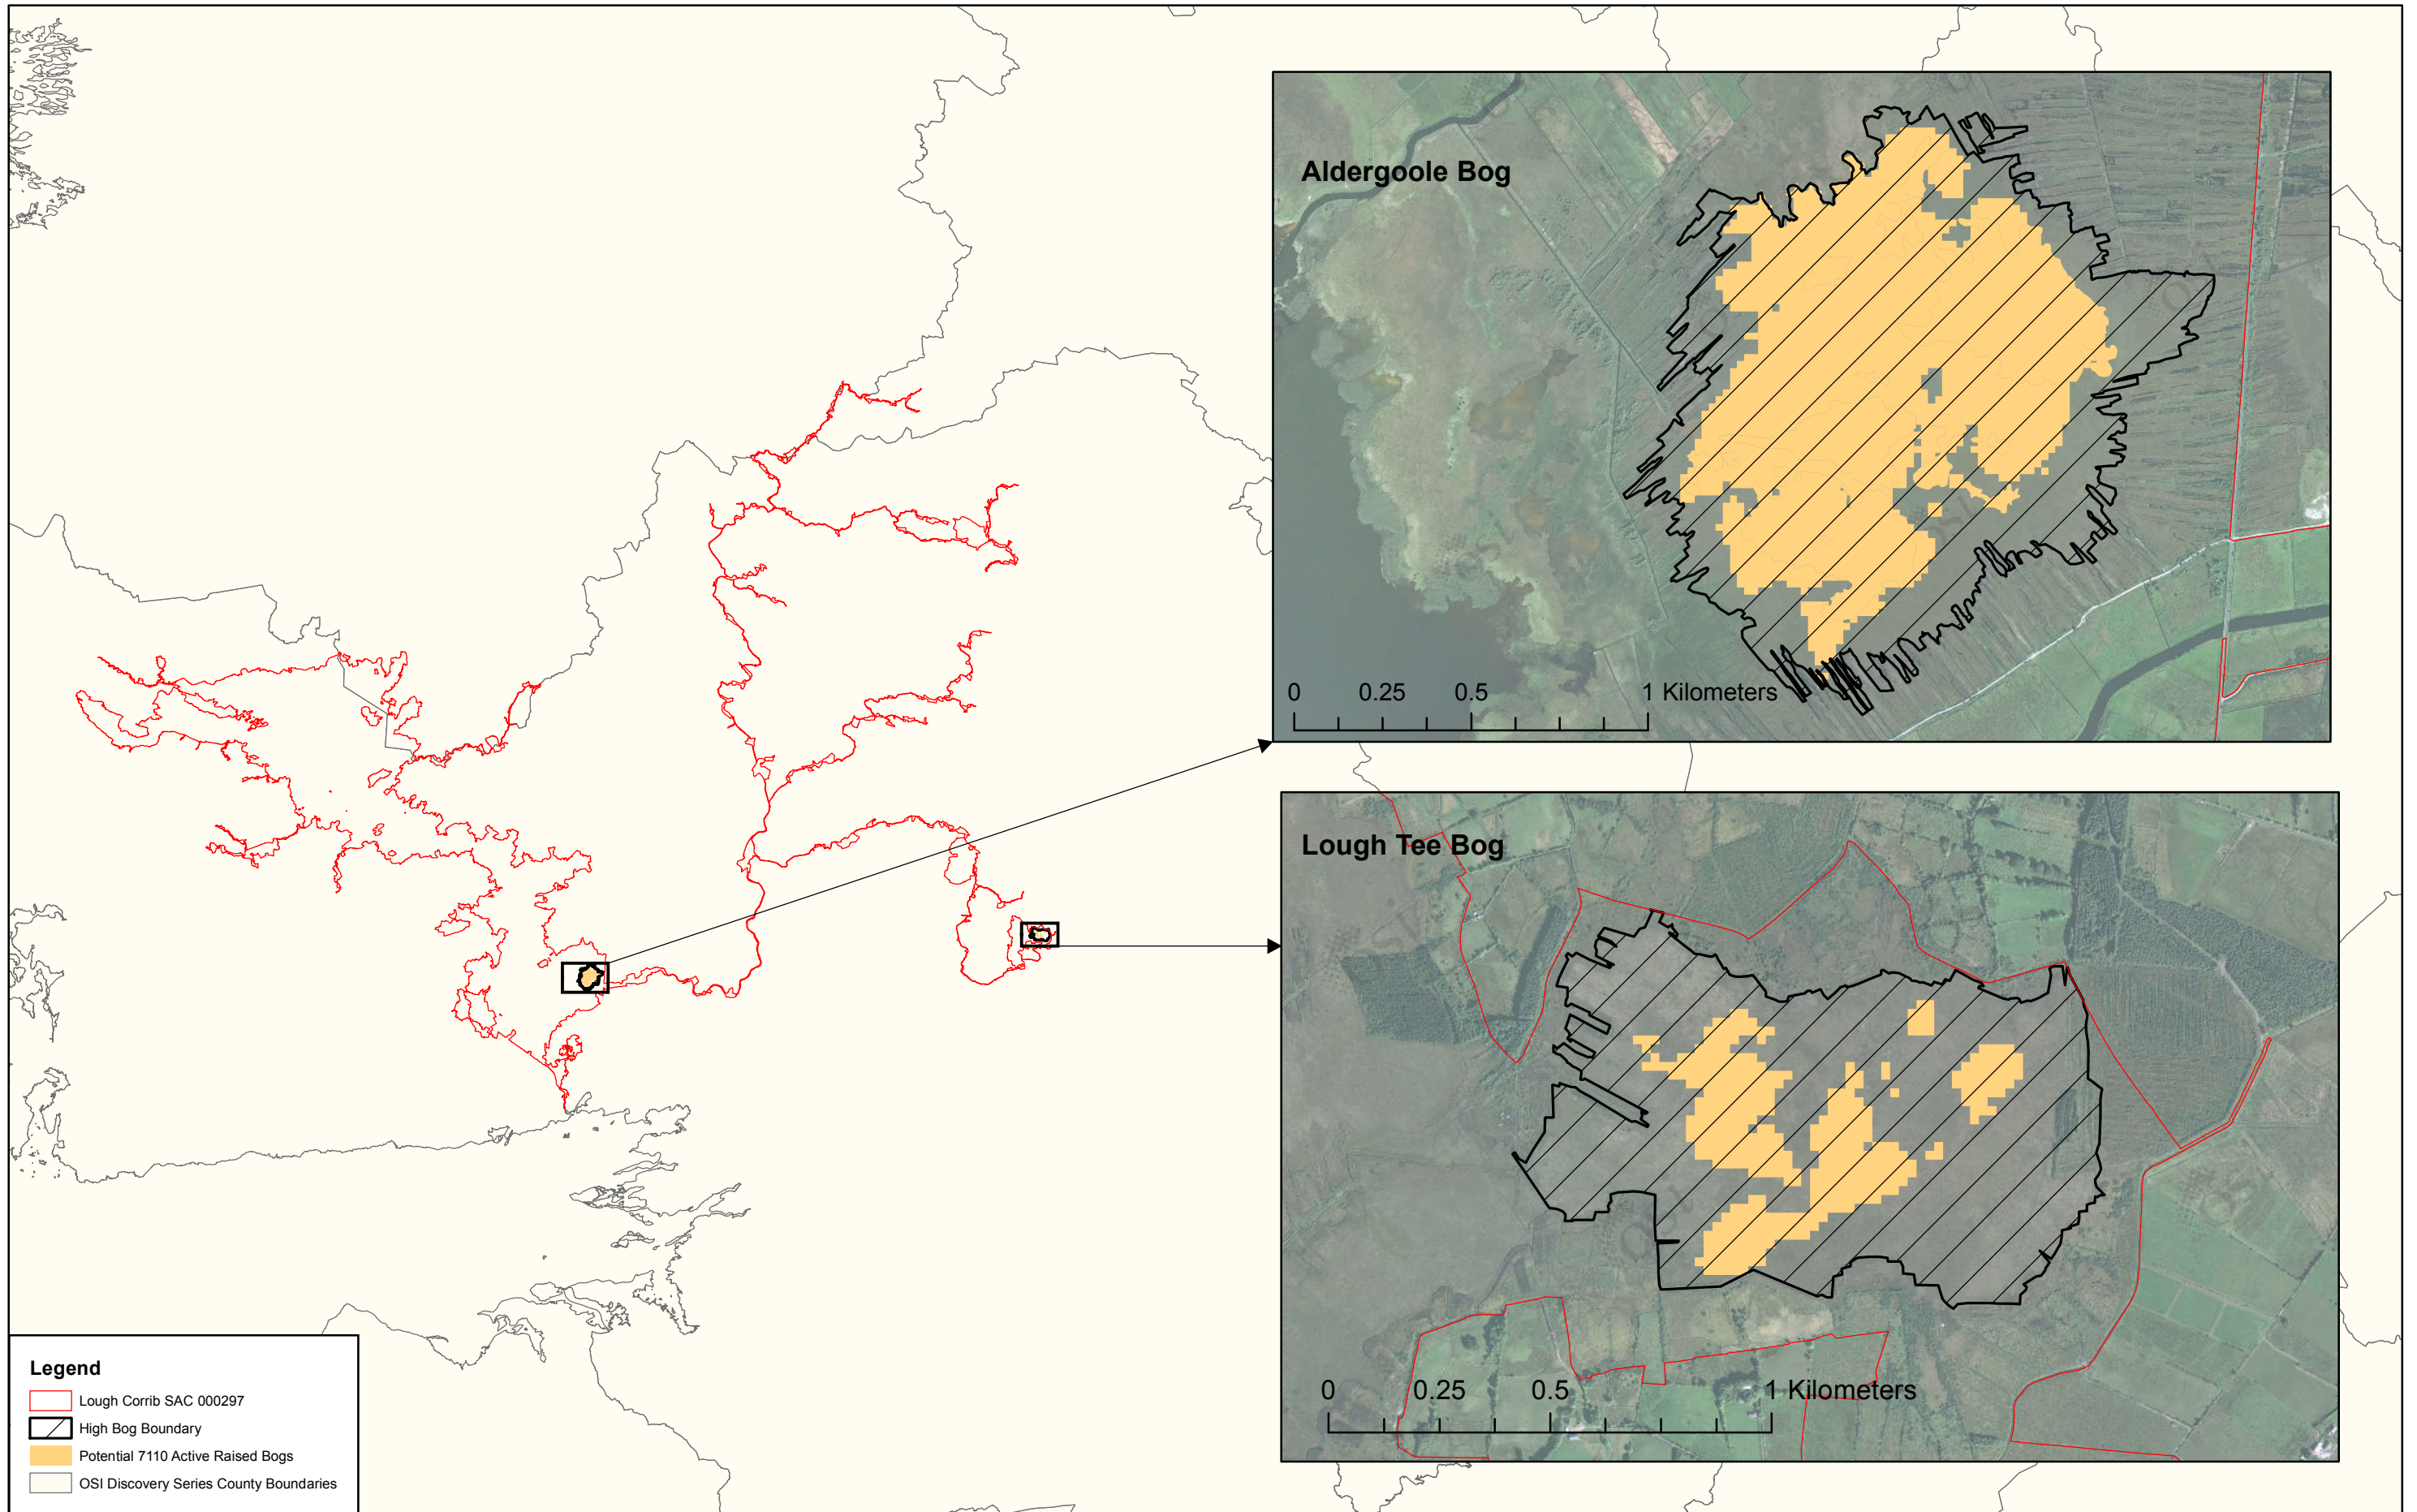 Aldergoole Bog
0 0.25 0.5 1 Kilometers
Lough Tee Bog
0 0.25 0.5 1 Kilometers
Legend
Lough Corrib SAC 000297
High Bog Boundary
Potential 7110 Active Raised Bogs
OSI Discovery Series County Boundaries